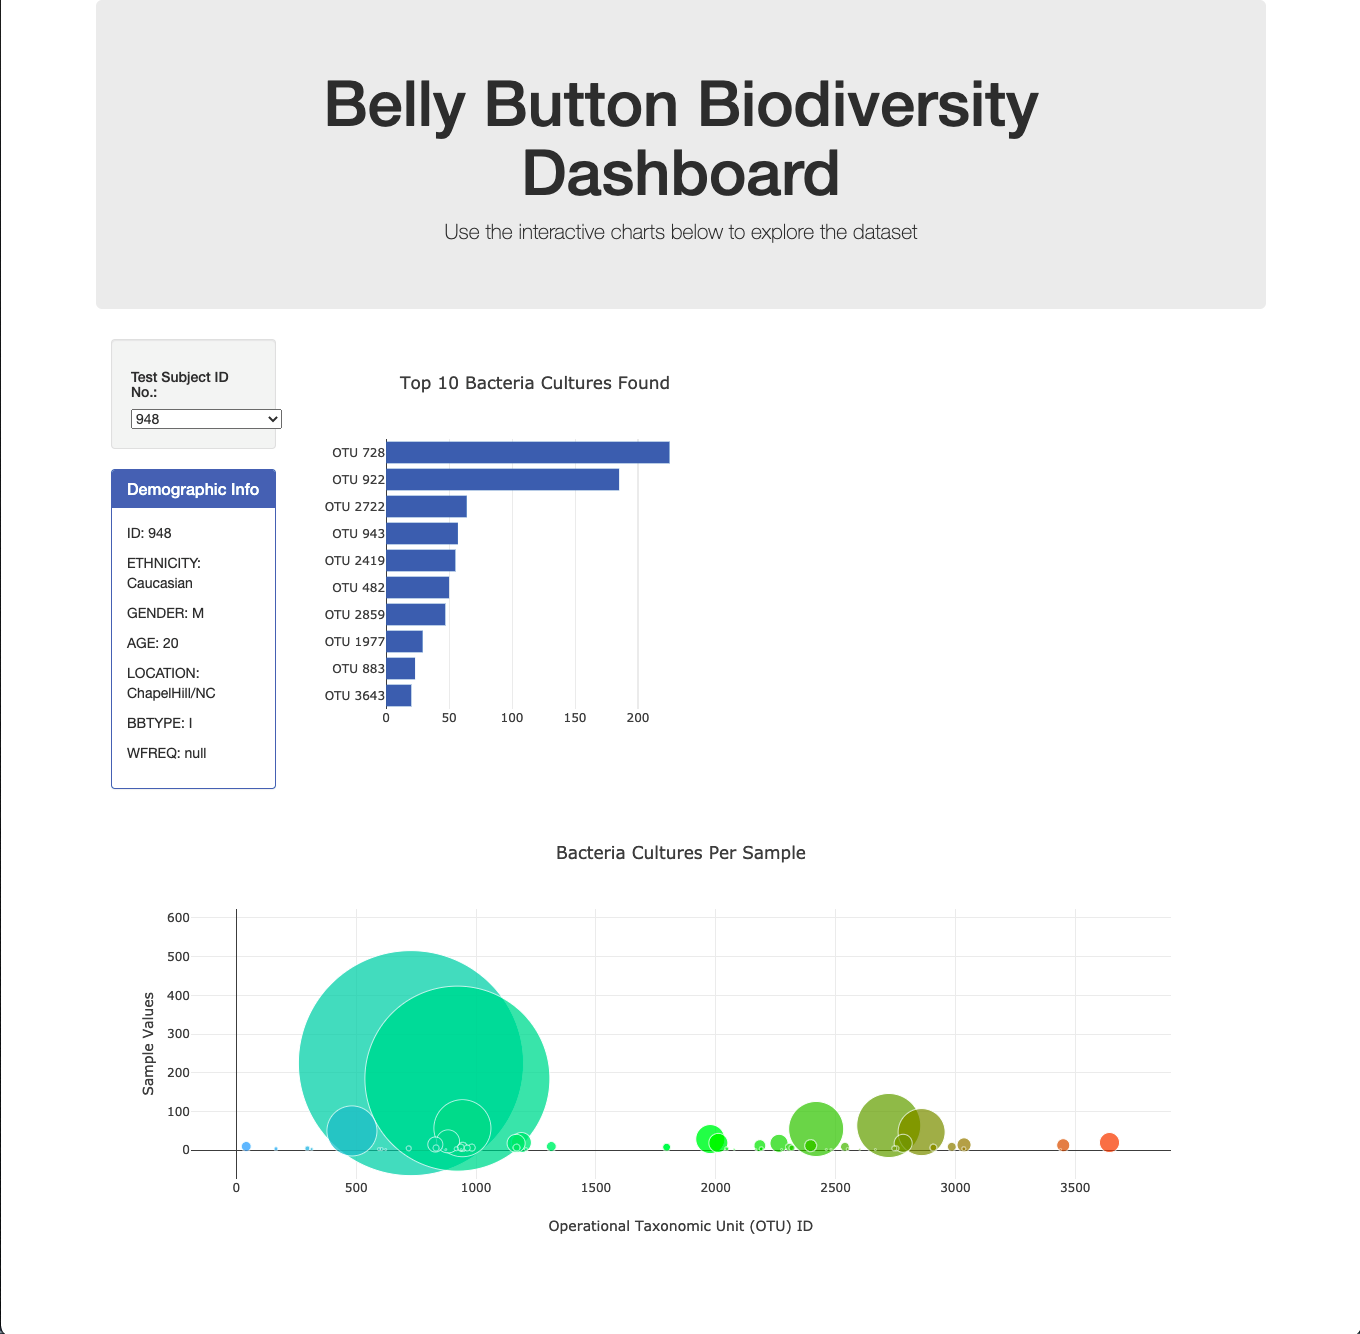 Belly Button Biodiversity
Dashboard
Use the interactive charts below to explore the dataset
Test Subject ID
No.:
948
Demographic Info
ID: 948
ETHNICITY:
Caucasian
GENDER: M
AGE: 20
LOCATION:
ChapelHill/NC
BBTYPE: I
WFREQ: null
Top 10 Bacteria Cultures Found
OTU 728
OTU 922
OTU 2722
OTU 943
OTU 2419
OTU 482
OTU 2859
OTU 1977
OTU 883
OTU 3643
0 50 100 150 200
Bacteria Cultures Per Sample
Sample Values
600
500
400
300
200
100
0
0 500 1000 1500 2000 2500 3000 3500
Operational Taxonomic Unit (OTU) ID